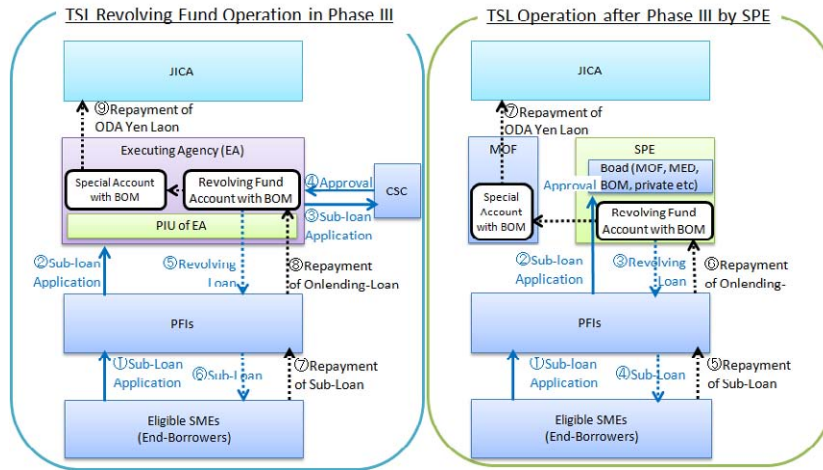 TSL Revolving Fund Operation in Phase III
JICA
⑨Repayment of
ODA Yen Laon
Executing Agency (EA)
Special Account
with BOM
Revolving Fund
Account with BOM
PIU of EA
④Approval
③Sub-loan
Application
CSC
②Sub-loan
Application
⑤Revolving
Loan
⑧Repayment
of Onlending-Loan
PFIs
①Sub-Loan
Application
⑥Sub-Loan
⑦Repayment
of Sub-Loan
Eligible SMEs
(End-Borrowers)
TSL Operation after Phase III by SPE
JICA
⑦Repayment of
ODA Yen Laon
MOF
SPE
Boad (MOF, MED,
BOM, private etc)
Approval
Special
Account
with BOM
Revolving Fund
Account with BOM
②Sub-loan
Application
③Revolving
Loan
⑥Repayment
of Onlending-
PFIs
①Sub-loan
Application
④Sub-Loan
⑤Repayment
of Sub-Loan
Eligible SMEs
(End-Borrowers)